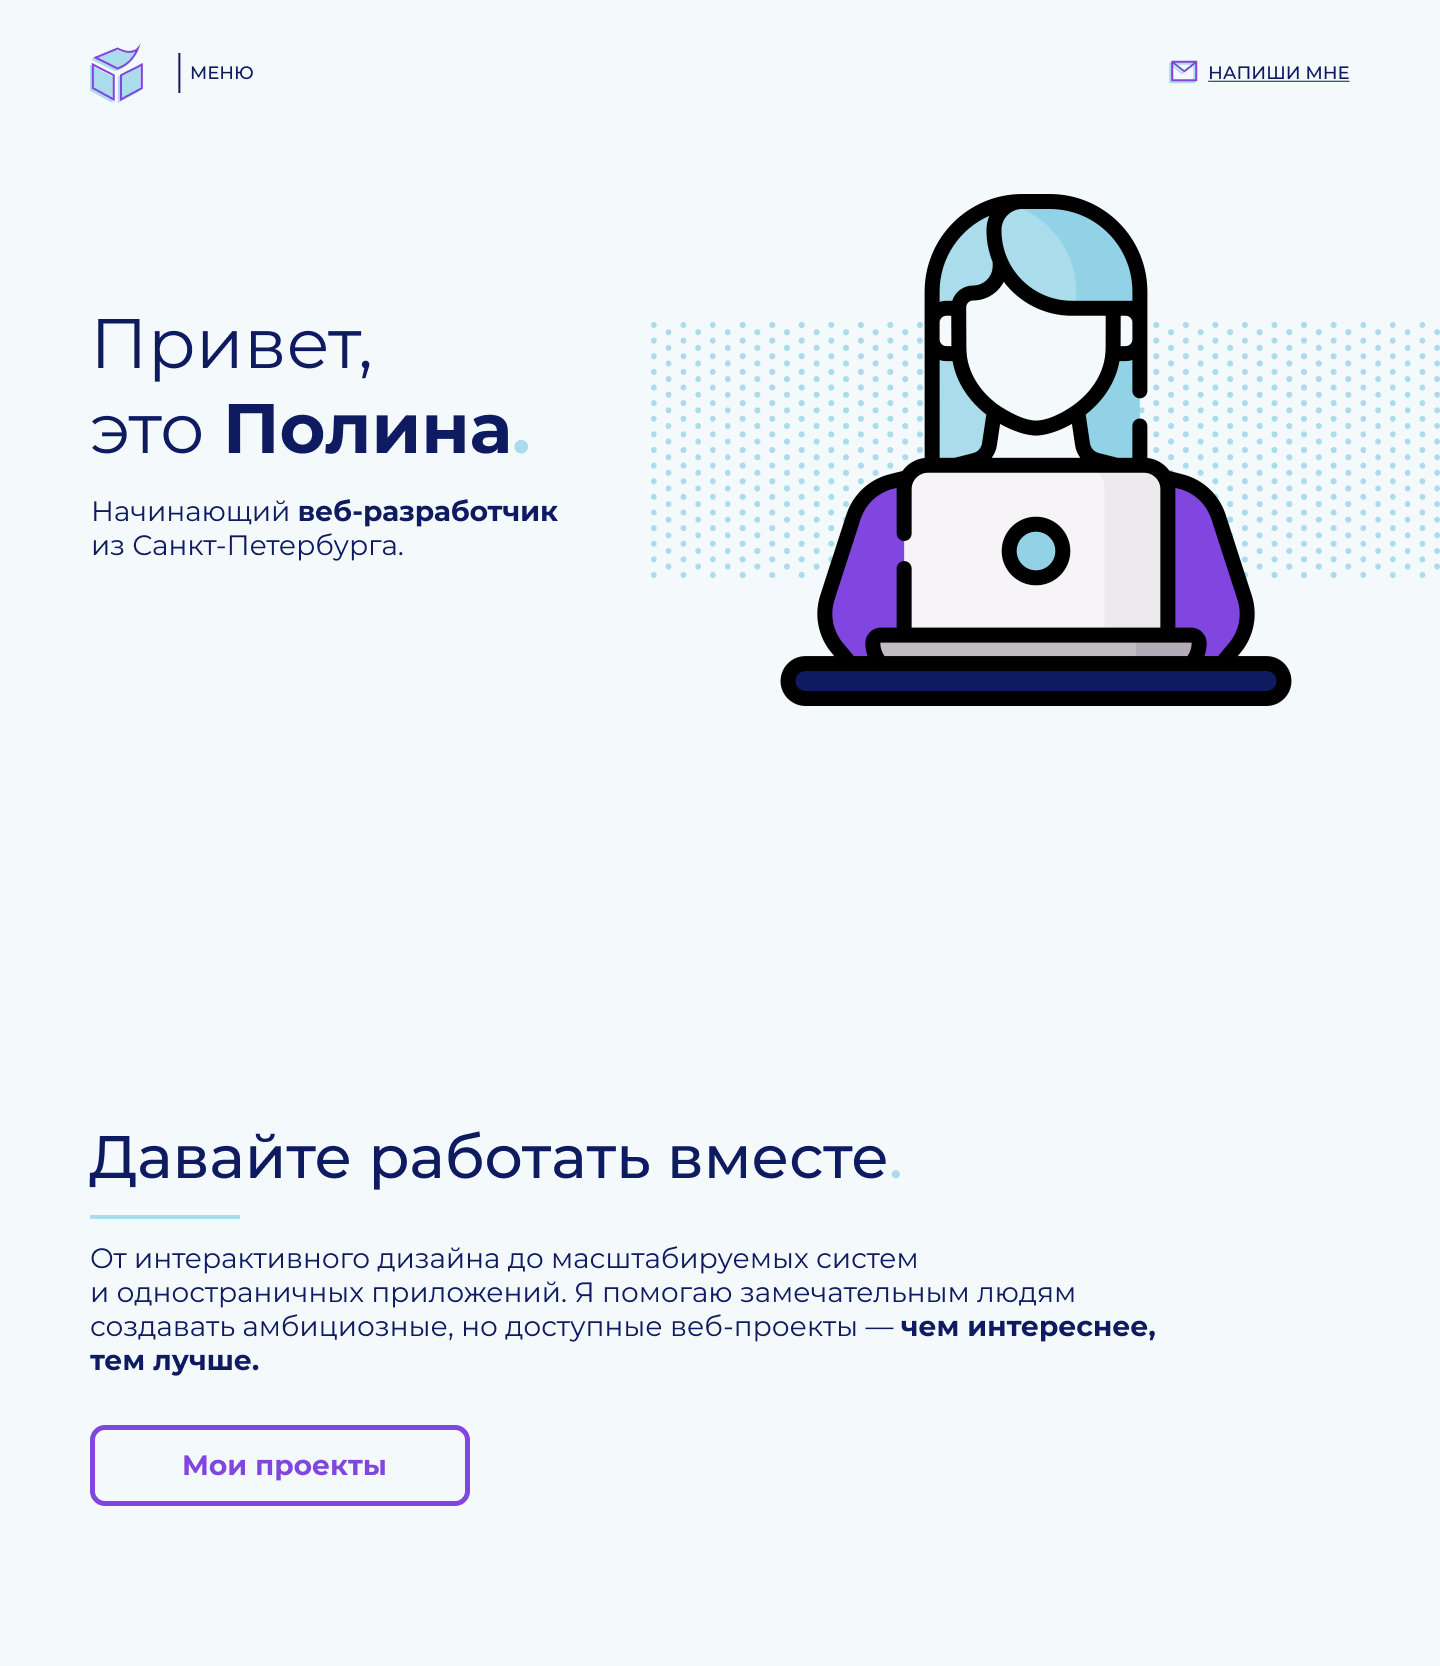 МЕНЮ
НАПИШИ МНЕ
Привет,
это Полина.
Начинающий веб-разработчик
из Санкт-Петербурга.
Давайте работать вместе.
От интерактивного дизайна до масштабируемых систем
и одностраничных приложений. Я помогаю замечательным людям
создавать амбициозные, но доступные веб-проекты — чем интереснее,
тем лучше.
Мои проекты